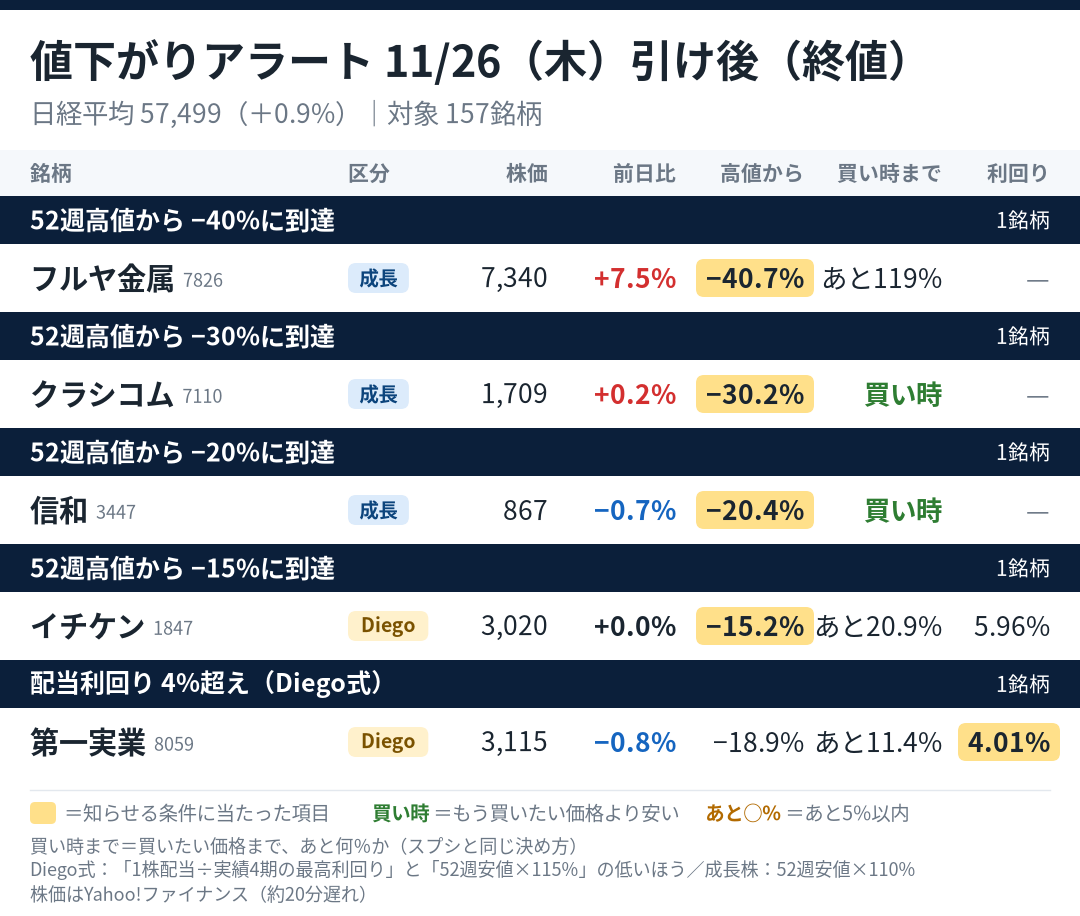 値下がりアラート 11/26（木）引け後（終値）
日経平均 57,499（＋0.9%）｜対象 157銘柄
銘柄 区分 株価 前日比 高値から 買い時まで 利回り
52週高値から −40%に到達 1銘柄
フルヤ金属 7826 成長 7,340 +7.5% −40.7% あと119% —
52週高値から −30%に到達 1銘柄
クラシコム 7110 成長 1,709 +0.2% −30.2% 買い時 —
52週高値から −20%に到達 1銘柄
信和 3447 成長 867 −0.7% −20.4% 買い時 —
52週高値から −15%に到達 1銘柄
イチケン 1847 Diego 3,020 +0.0% −15.2% あと20.9% 5.96%
配当利回り 4%超え（Diego式） 1銘柄
第一実業 8059 Diego 3,115 −0.8% −18.9% あと11.4% 4.01%
＝知らせる条件に当たった項目 買い時 ＝もう買いたい価格より安い あと◯% ＝あと5%以内
買い時まで＝買いたい価格まで、あと何%か（スプシと同じ決め方）
Diego式：「1株配当÷実績4期の最高利回り」と「52週安値×115%」の低いほう／成長株：52週安値×110%
株価はYahoo!ファイナンス（約20分遅れ）